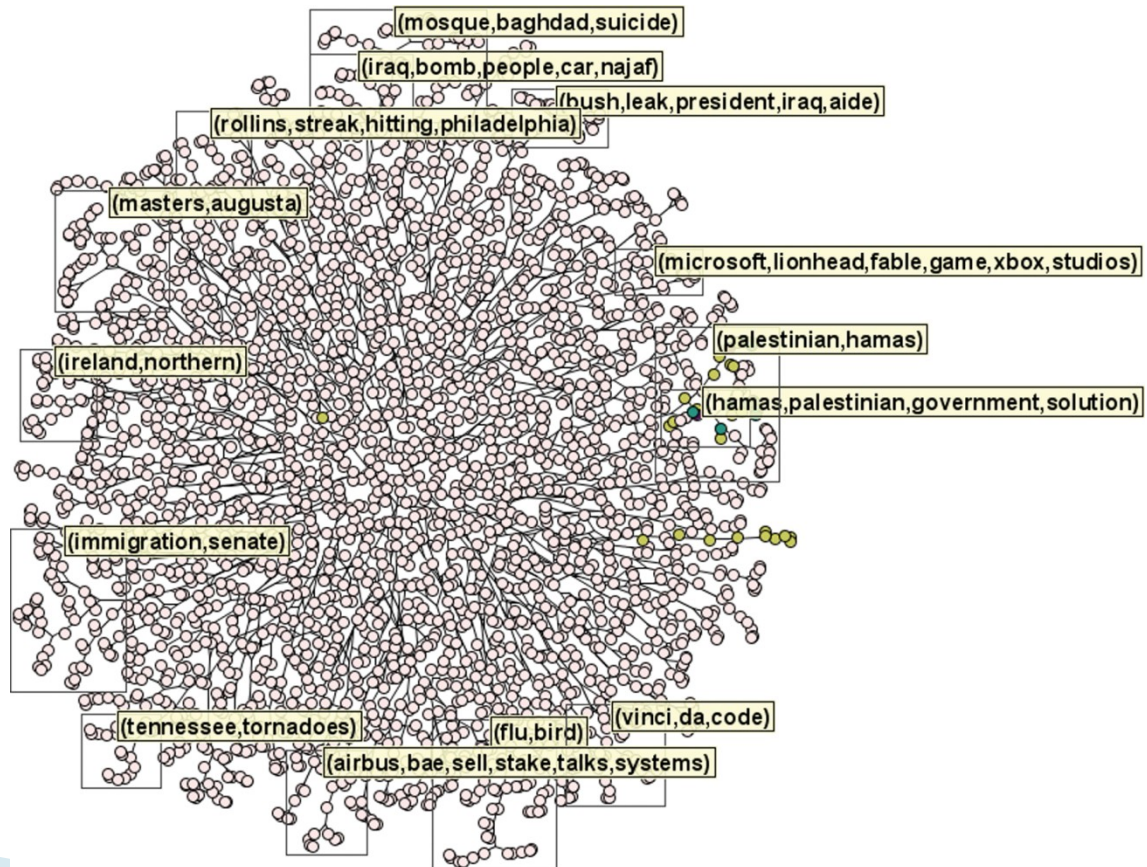 (mosque,baghdad,suicide)
(iraq,bomb,people,car,najaf)
(bush,leak,president,iraq,aide)
(rollins,streak,hitting,philadelphia)
(masters,augusta)
(microsoft,lionhead,fable,game,xbox,studios)
(palestinian,hamas)
(ireland,northern)
(hamas,palestinian,government,solution)
(immigration,senate)
(vinci,da,code)
(tennessee,tornadoes)
(flu,bird)
(airbus,bae,sell,stake,talks,systems)